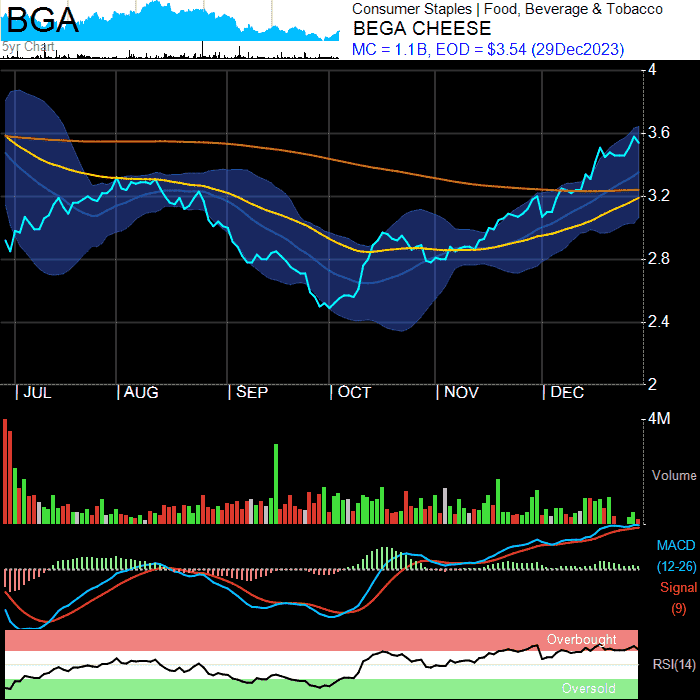 BGA
5yr Chart
Consumer Staples | Food, Beverage & Tobacco
BEGA CHEESE
MC = 1.1B, EOD = $3.54 (29Dec2023)
4
3.6
3.2
2.8
2.4
2
JUL
AUG
SEP
OCT
NOV
DEC
4M
Volume
MACD
(12-26)
Signal
(9)
Overbought
RSI(14)
Oversold